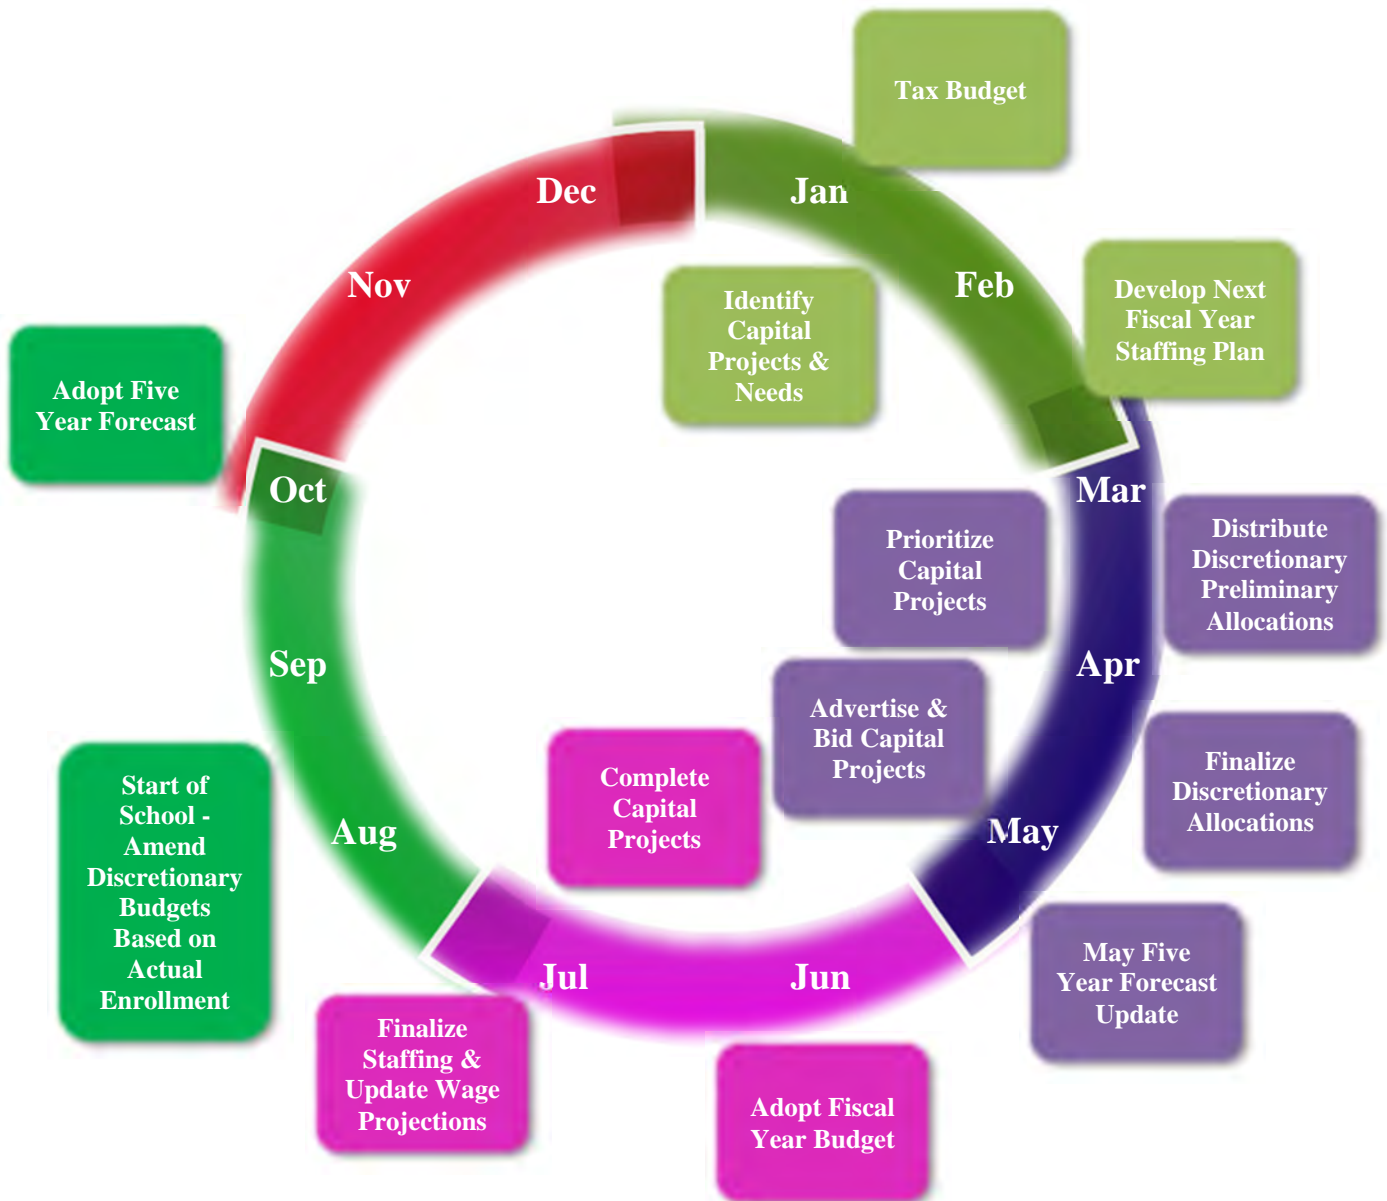 Tax Budget
Dec
Jan
Nov
Feb
Identify
Capital
Projects &
Needs
Develop Next
Fiscal Year
Staffing Plan
Adopt Five
Year Forecast
Oct
Mar
Prioritize
Capital
Projects
Distribute
Discretionary
Preliminary
Allocations
Sep
Apr
Advertise &
Bid Capital
Projects
Complete
Capital
Projects
Finalize
Discretionary
Allocations
Start of
School -
Amend
Discretionary
Budgets
Based on
Actual
Enrollment
Aug
May
Jul
Jun
May Five
Year Forecast
Update
Finalize
Staffing &
Update Wage
Projections
Adopt Fiscal
Year Budget